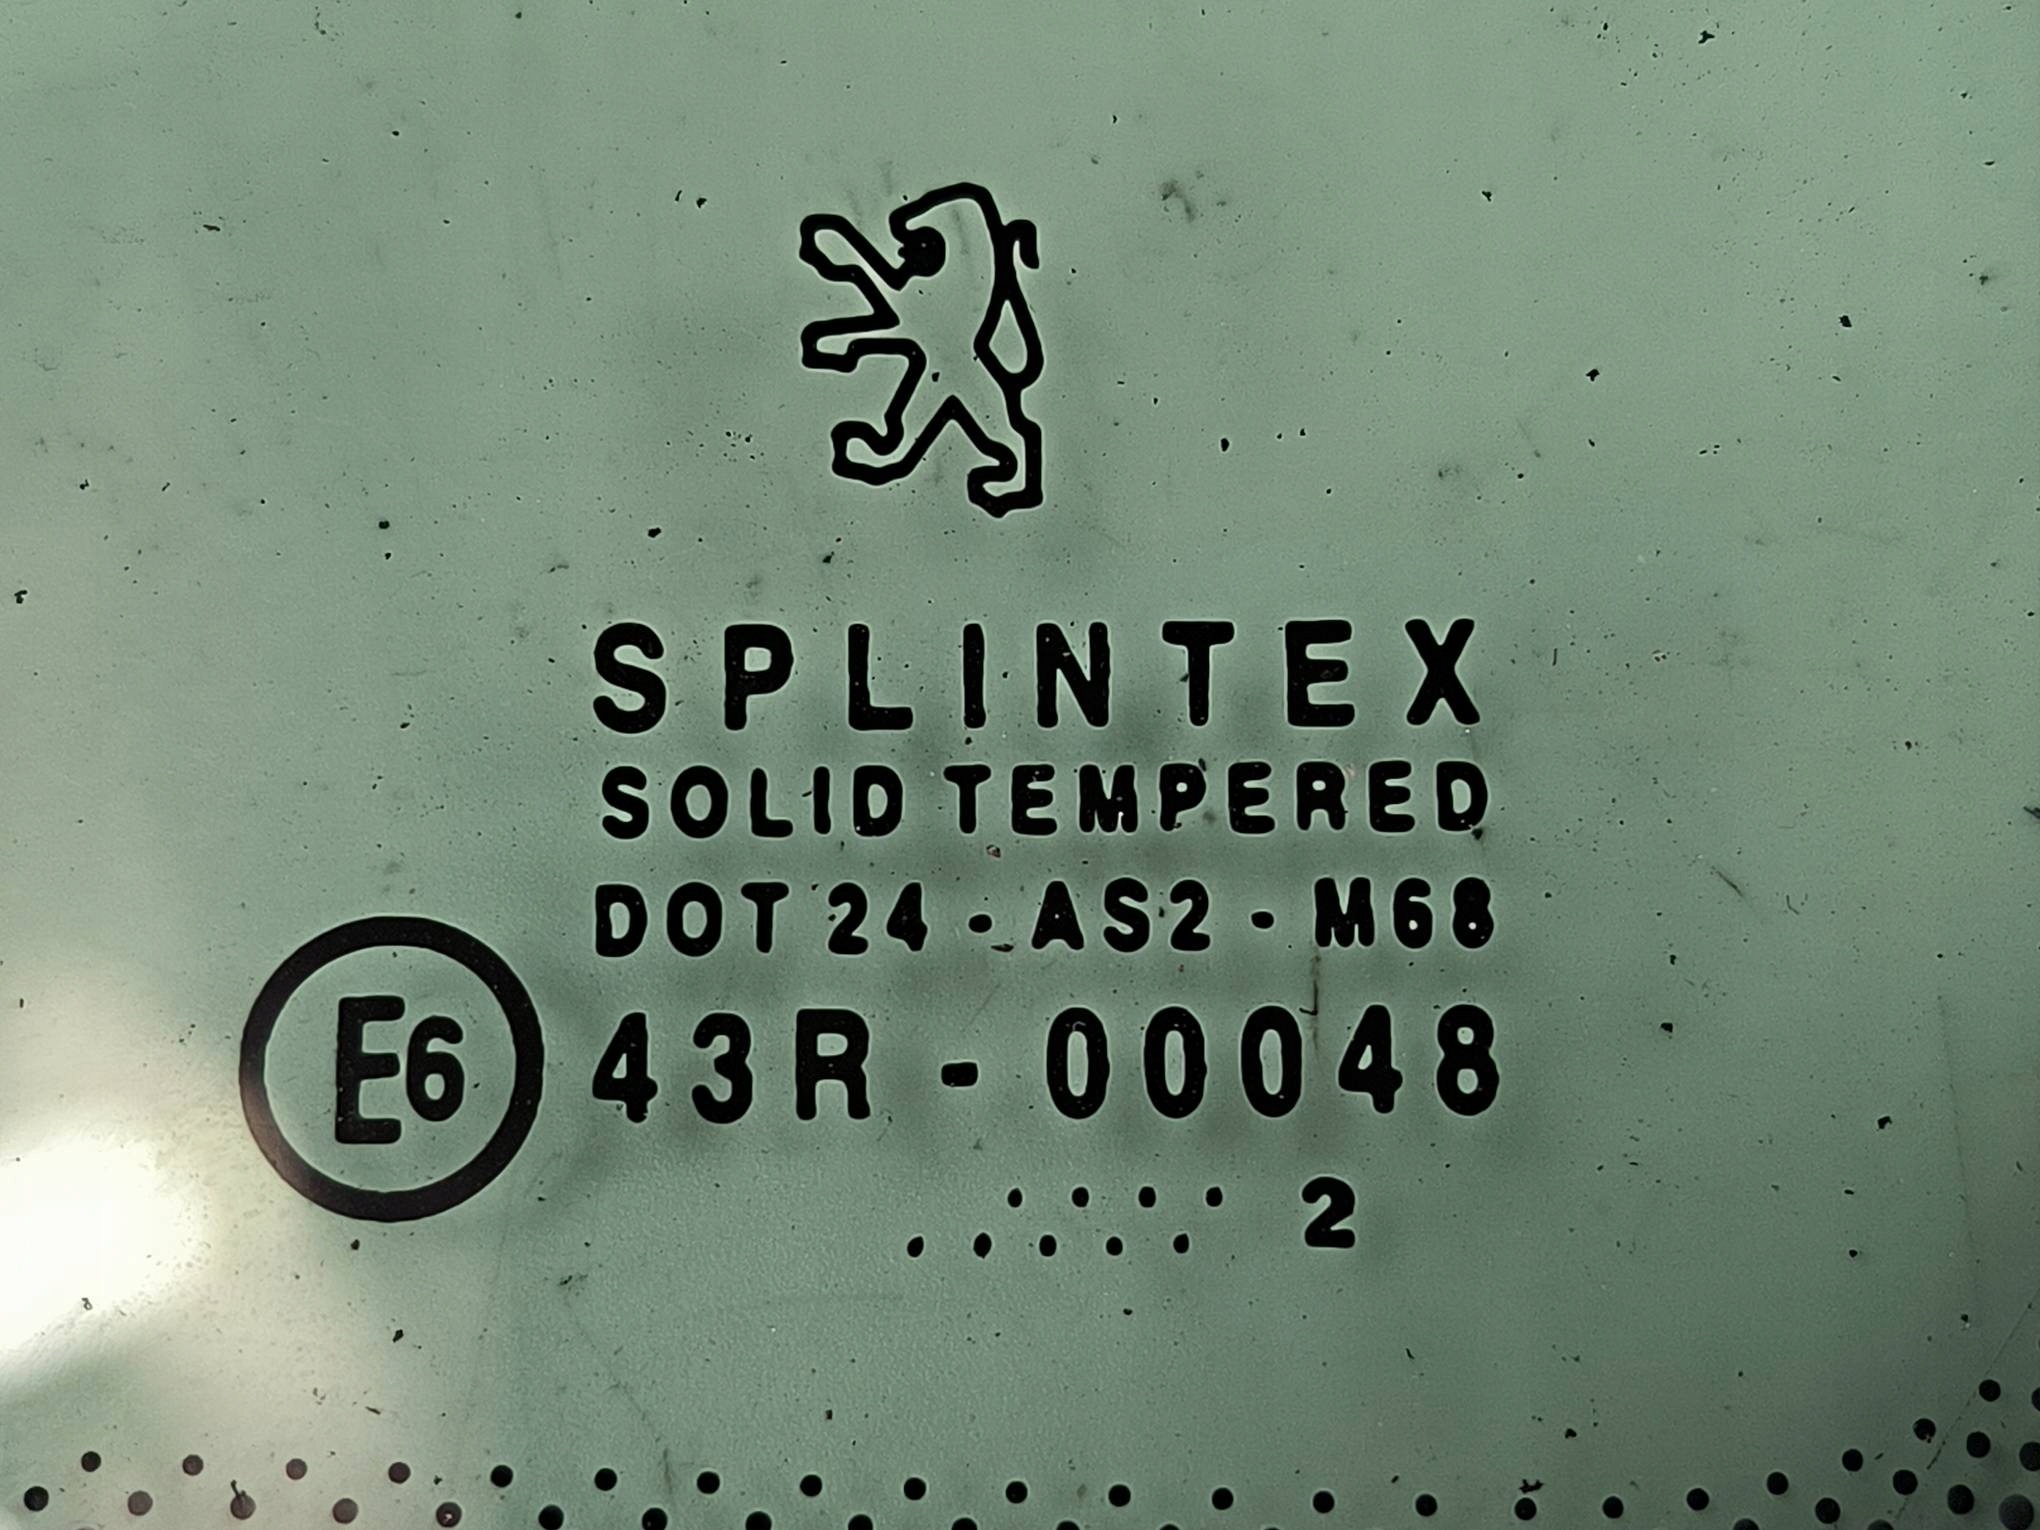 SPLINTEX
SOLID TEMPERED
DOT 24 - AS2 - M68
E6 43R - 00048
2